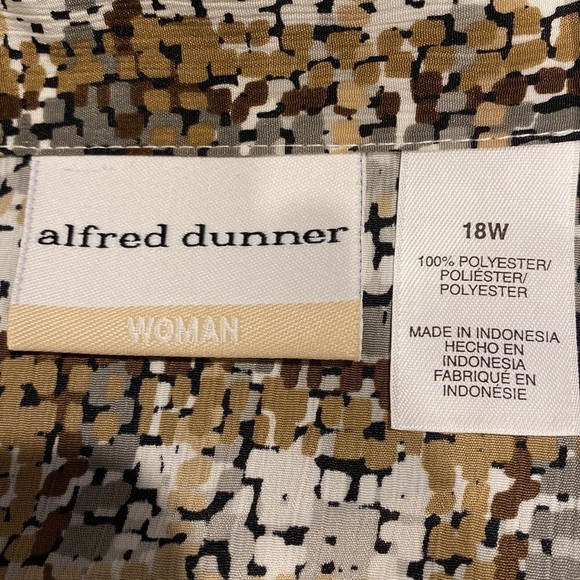 alfred dunner
WOMAN
18W
100% POLYESTER/
POLIÉSTER/
POLYESTER
MADE IN INDONESIA
HECHO EN
INDONESIA
FABRIQUÉ EN
INDONÉSIE